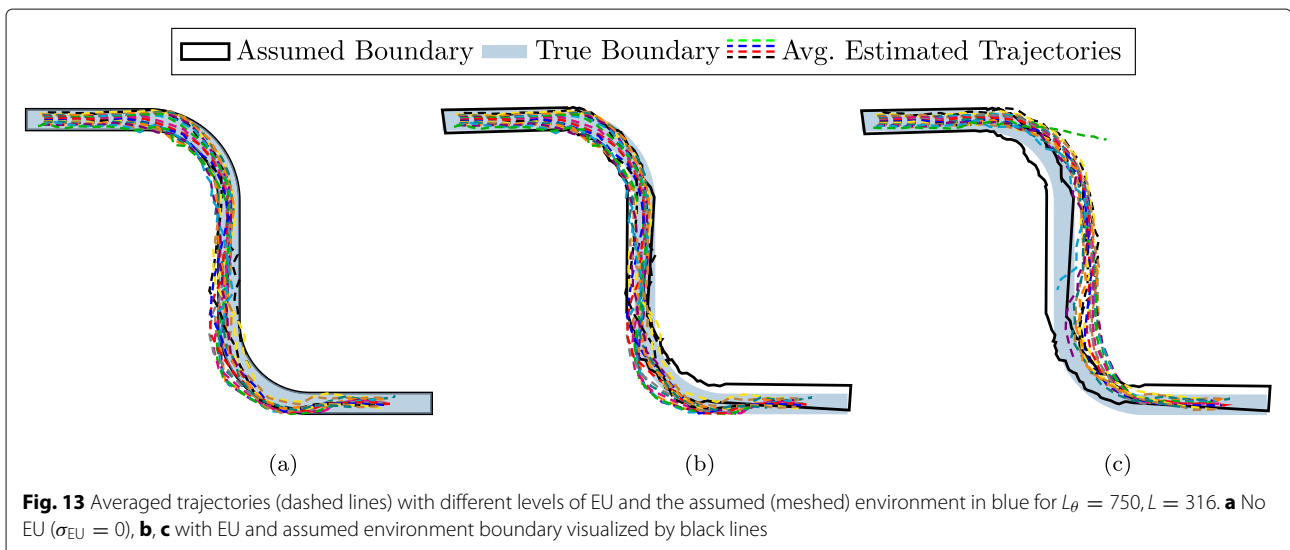 Assumed Boundary True Boundary Avg. Estimated Trajectories
(a) (b) (c)
Fig. 13 Averaged trajectories (dashed lines) with different levels of EU and the assumed (meshed) environment in blue for Lθ = 750, L = 316. a No
EU (σEU = 0), b, c with EU and assumed environment boundary visualized by black lines